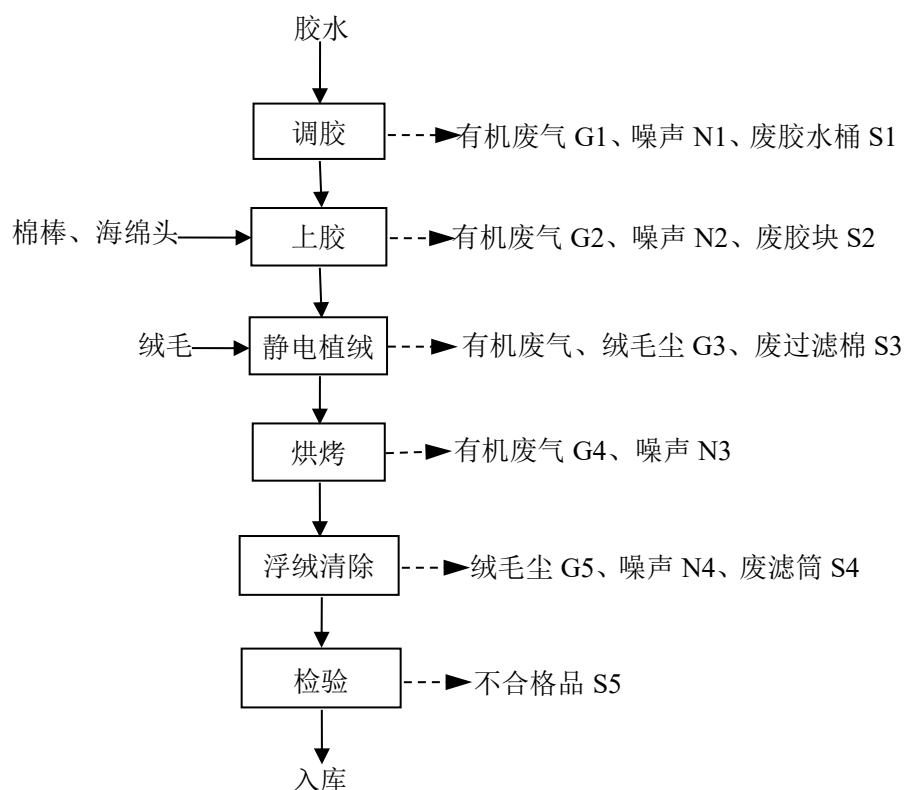 胶水
调胶
有机废气 G1、噪声 N1、废胶水桶 S1
棉棒、海绵头
上胶
有机废气 G2、噪声 N2、废胶块 S2
绒毛
静电植绒
有机废气、绒毛尘 G3、废过滤棉 S3
烘烤
有机废气 G4、噪声 N3
浮绒清除
绒毛尘 G5、噪声 N4、废滤筒 S4
检验
不合格品 S5
入库